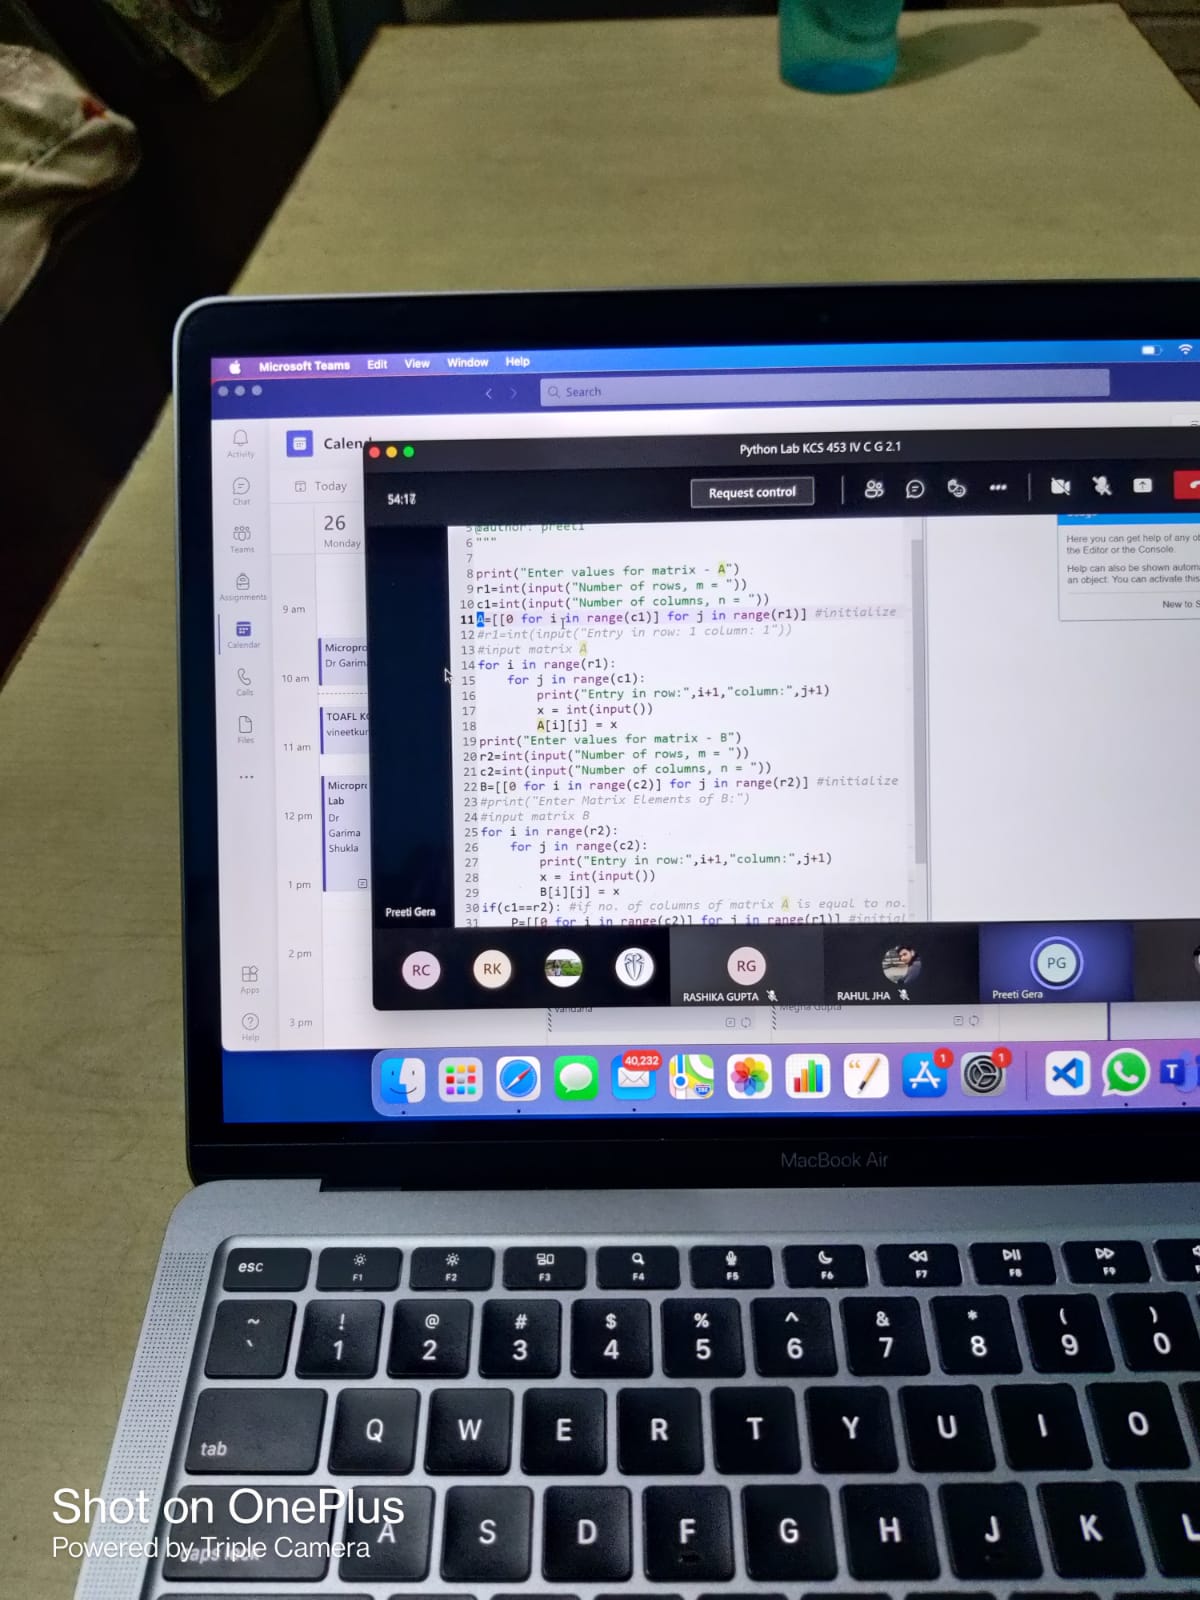 Microsoft Teams Edit View Window Help
Search
Activity
Chat
Teams
Assignments
Calendar
Calls
Files
Apps
Help
Today
26
Monday
9 am
10 am
11 am
12 pm
1 pm
2 pm
3 pm
Dr Garim
TOAFL
Lab
Dr
Garima
Shukla
Python Lab KCS 453 IV C G 2.1
Request control
5 @author: preeti
6 """
7
8 print("Enter values for matrix - A")
9 r1=int(input("Number of rows, m = "))
10 c1=int(input("Number of columns, n = "))
11 A=[[0 for i in range(c1)] for j in range(r1)] #initialize
12 #r1=int(input("Entry in row: 1 column: 1"))
13 #input matrix A
14 for i in range(r1):
15 for j in range(c1):
16 print("Entry in row:",i+1,"column:",j+1)
17 x = int(input())
18 A[i][j] = x
19 print("Enter values for matrix - B")
20 r2=int(input("Number of rows, m = "))
21 c2=int(input("Number of columns, n = "))
22 B=[[0 for i in range(c2)] for j in range(r2)] #initialize
23 #print("Enter Matrix Elements of B:")
24 #input matrix B
25 for i in range(r2):
26 for j in range(c2):
27 print("Entry in row:",i+1,"column:",j+1)
28 x = int(input())
29 B[i][j] = x
30 if(c1==r2): #if no. of columns of matrix A is equal to no.
31 P=[[0 for i in range(c2)] for j in range(r1)] #initial
Here you can get help of any
the Editor or the Console.
Help can also be shown
an object. You can activate this
New to
Preeti Gera
RC RK RG PG
RASHIKA GUPTA RAHUL JHA Preeti Gera
40,232 1 1
T
MacBook Air
esc F1 F2 F3 F4 F5 F6 F7 F8 F9
~ ! @ # $ % ^ & * ( )
` 1 2 3 4 5 6 7 8 9 0
tab Q W E R T Y U I O
caps lock A S D F G H J K L
Shot on OnePlus
Powered by Triple Camera